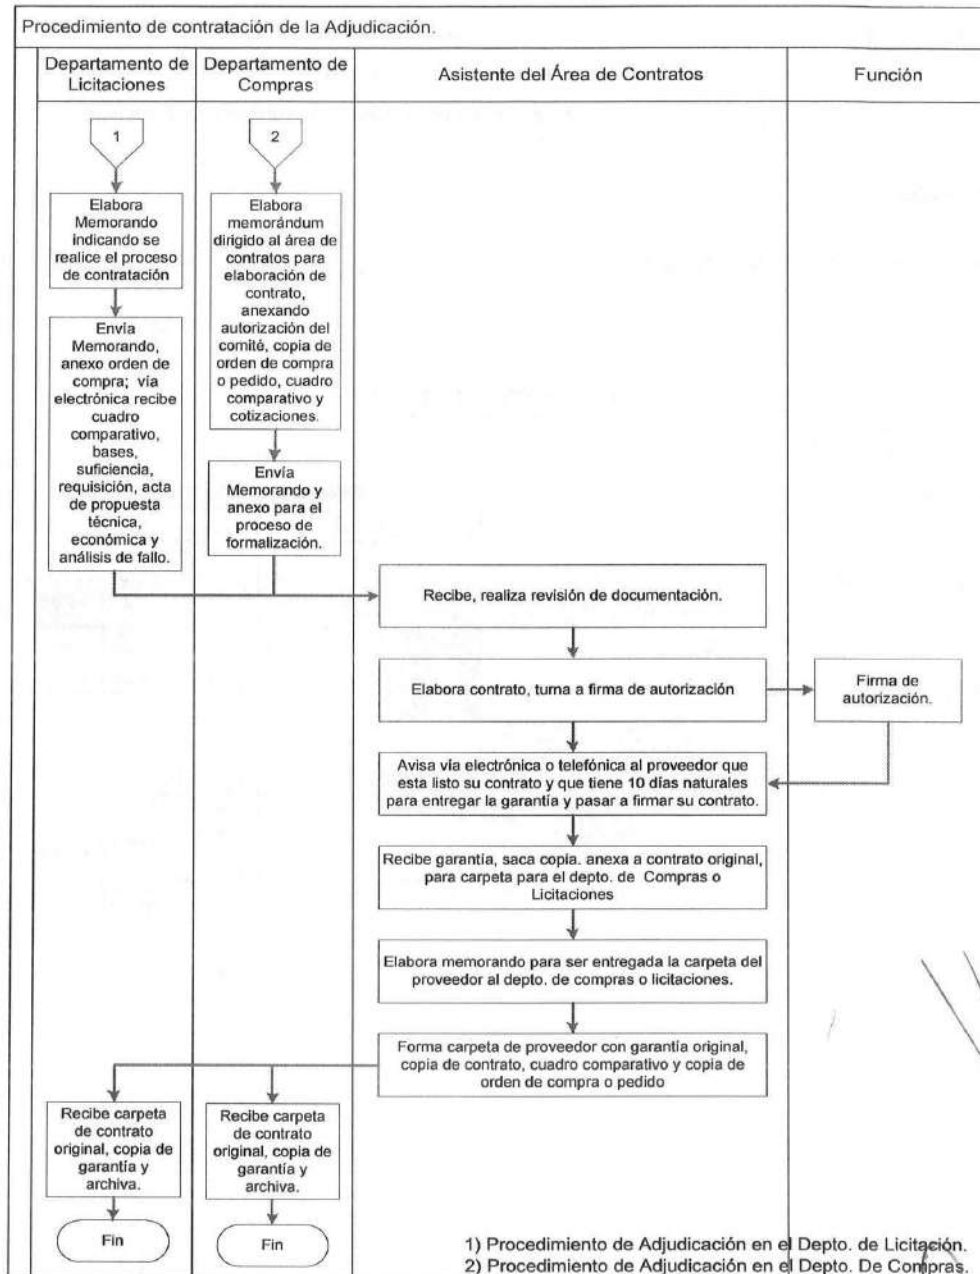 Procedimiento de contratación de la Adjudicación.
Departamento de
Licitaciones
Departamento de
Compras
Asistente del Área de Contratos
Función
1
2
Elabora
Memorando
indicando se
realice el proceso
de contratación
Elabora
memorándum
dirigido al área de
contratos para
elaboración de
contrato,
anexando
autorización del
comité, copia de
orden de compra
o pedido, cuadro
comparativo y
cotizaciones.
Envía
Memorando,
anexo orden de
compra; vía
electrónica recibe
cuadro
comparativo,
bases,
suficiencia,
requisición, acta
de propuesta
técnica,
económica y
análisis de fallo.
Envía
Memorando y
anexo para el
proceso de
formalización.
Recibe, realiza revisión de documentación.
Elabora contrato, turna a firma de autorización
Firma de
autorización.
Avisa vía electrónica o telefónica al proveedor que
esta listo su contrato y que tiene 10 días naturales
para entregar la garantía y pasar a firmar su contrato.
Recibe garantía, saca copia. anexa a contrato original,
para carpeta para el depto. de Compras o
Licitaciones
Elabora memorando para ser entregada la carpeta del
proveedor al depto. de compras o licitaciones.
Forma carpeta de proveedor con garantía original,
copia de contrato, cuadro comparativo y copia de
orden de compra o pedido
Recibe carpeta
de contrato
original, copia de
garantía y
archiva.
Recibe carpeta
de contrato
original, copia de
garantía y
archiva.
Fin
Fin
1) Procedimiento de Adjudicación en el Depto. de Licitación.
2) Procedimiento de Adjudicación en el Depto. De Compras.